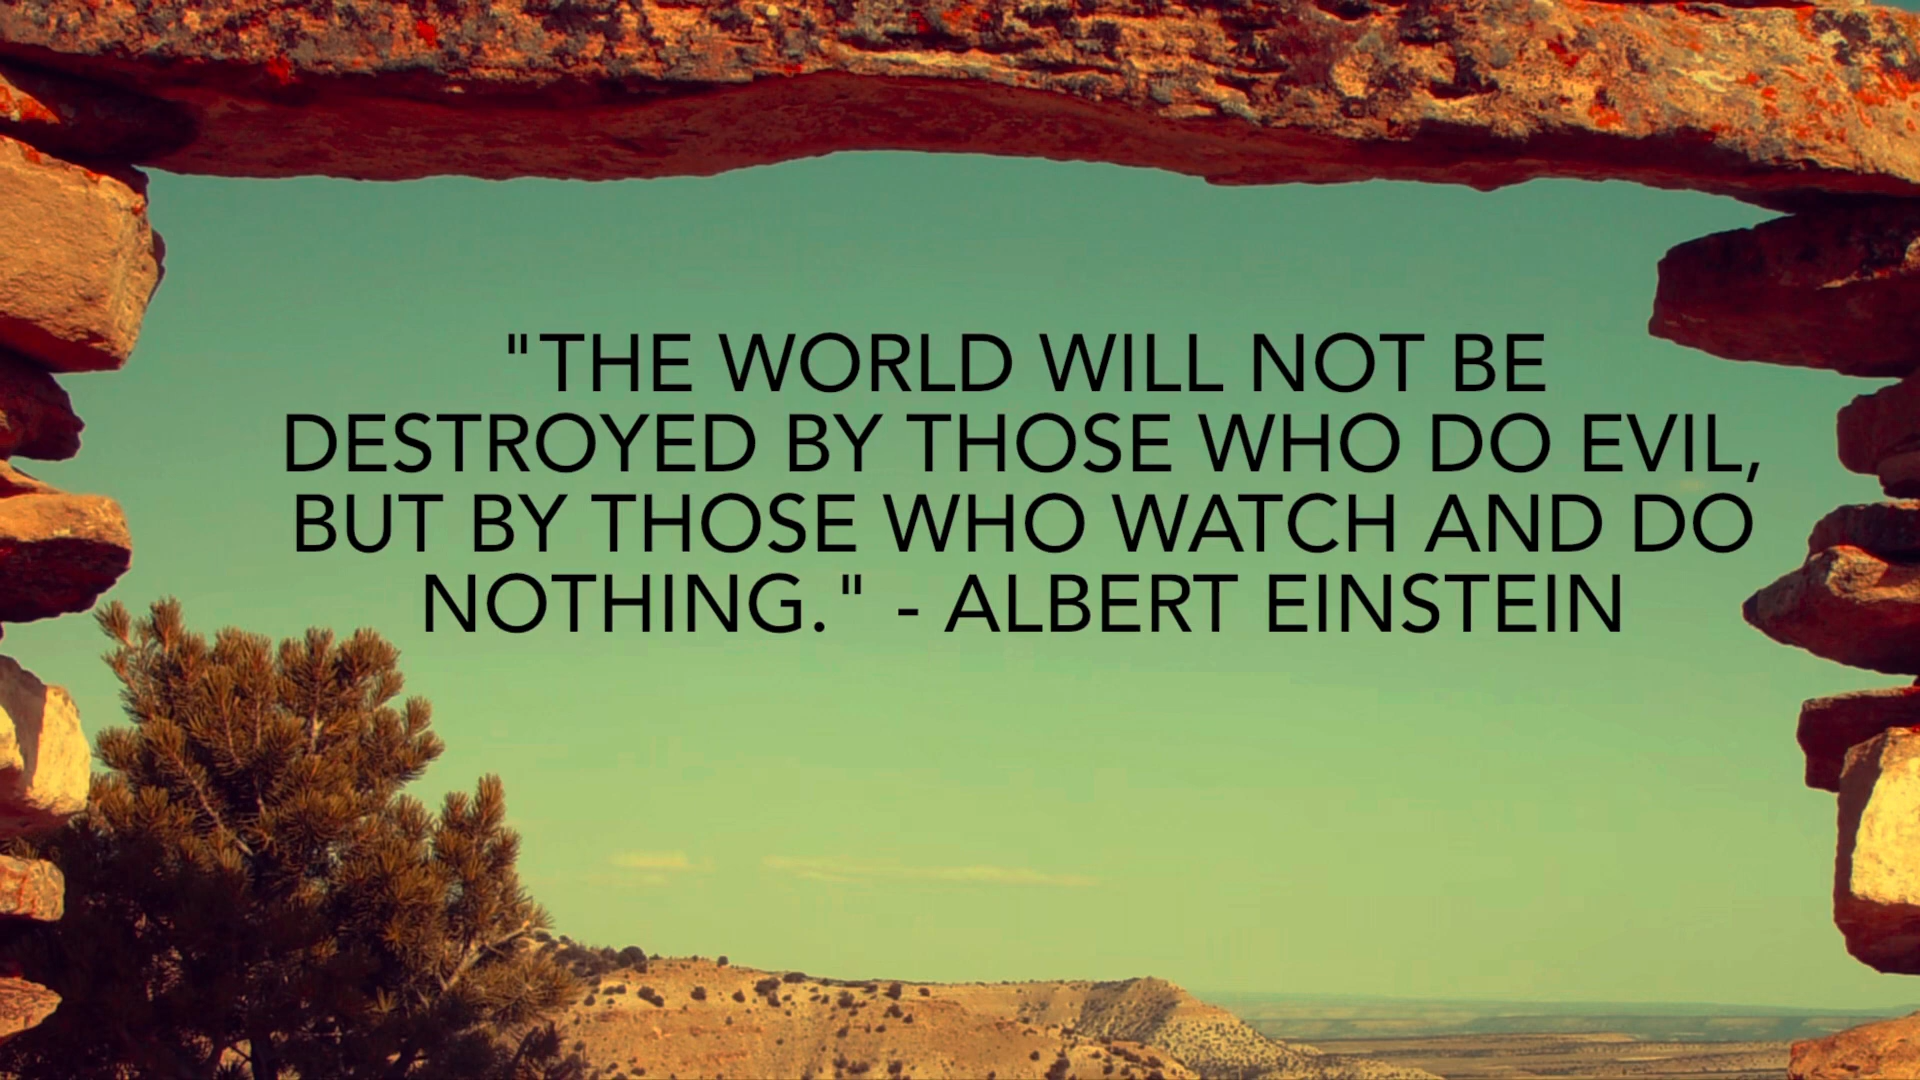 "THE WORLD WILL NOT BE
DESTROYED BY THOSE WHO DO EVIL,
BUT BY THOSE WHO WATCH AND DO
NOTHING." - ALBERT EINSTEIN